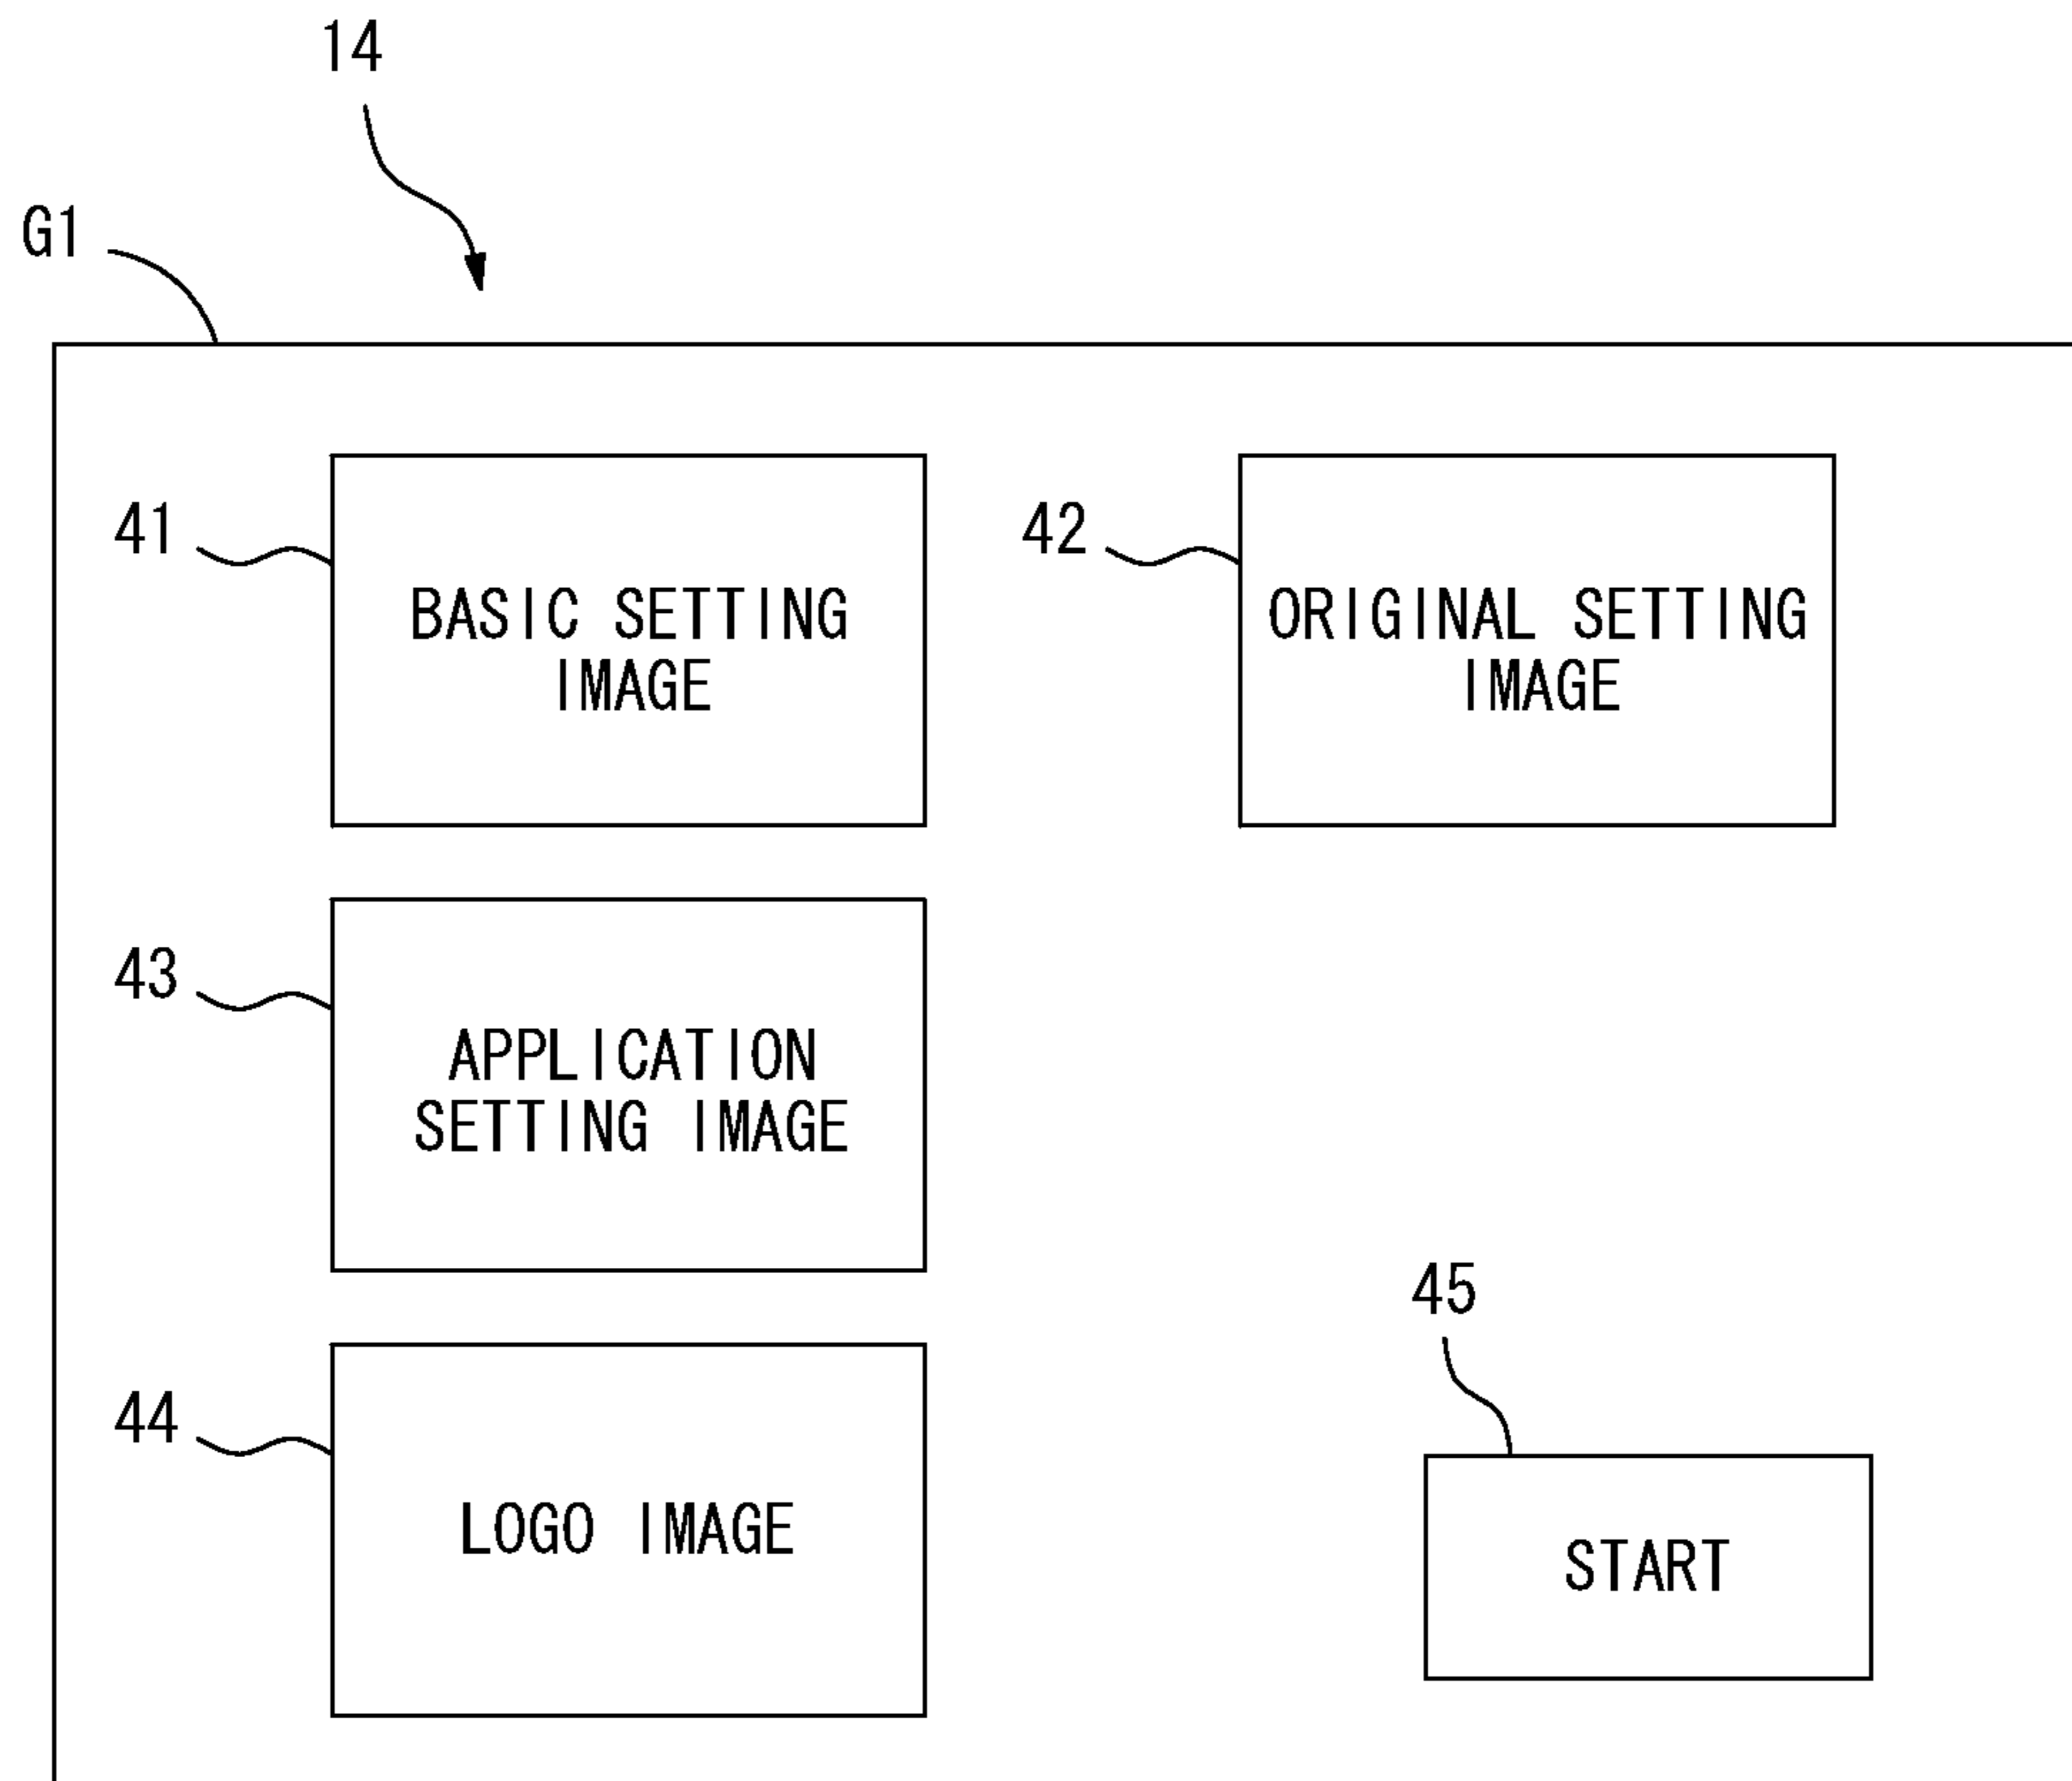 14
G1
41
BASIC SETTING
IMAGE
42
ORIGINAL SETTING
IMAGE
43
APPLICATION
SETTING IMAGE
44
LOGO IMAGE
45
START